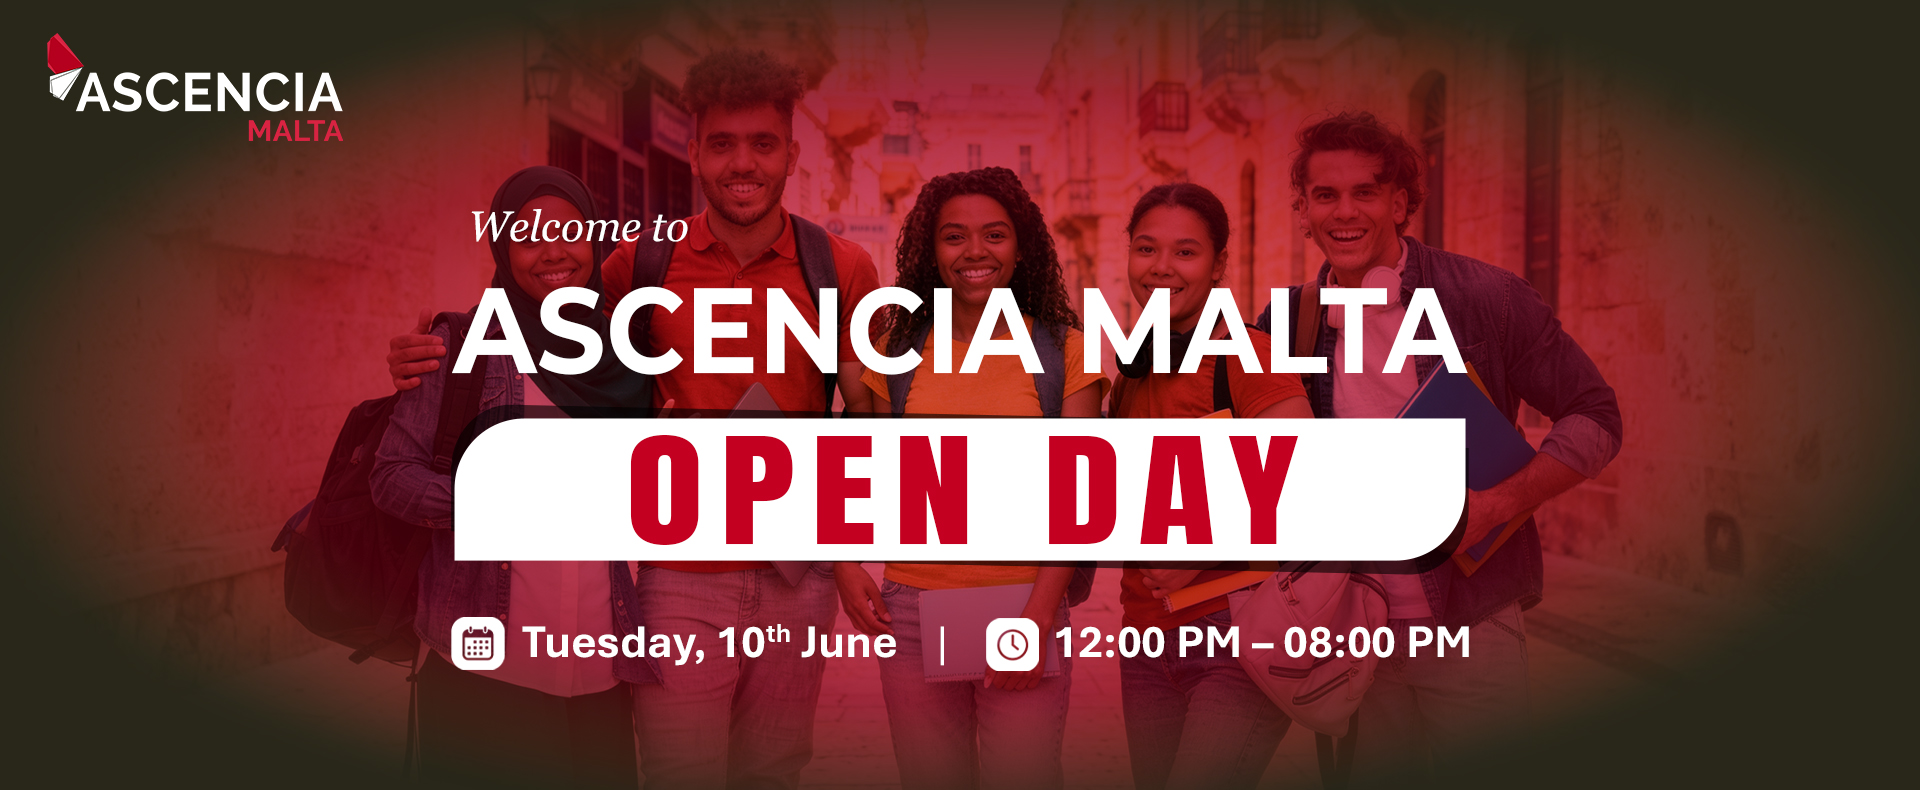 ASCENCIA
MALTA
Welcome to
ASCENCIA MALTA
OPEN DAY
Tuesday, 10th June | 12:00 PM – 08:00 PM